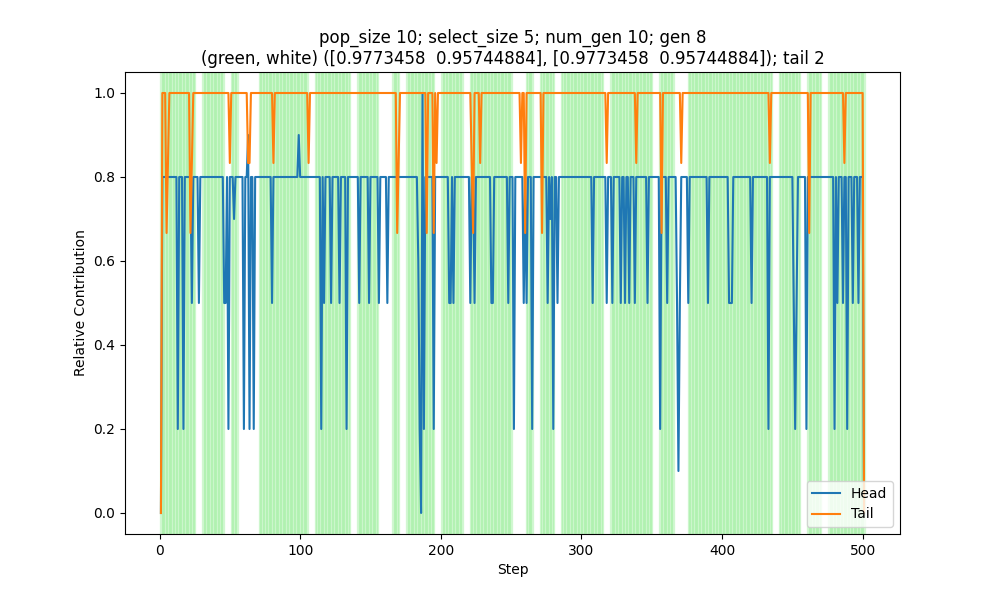 pop_size 10; select_size 5; num_gen 10; gen 8
(green, white) ([0.9773458  0.95744884], [0.9773458  0.95744884]); tail 2
1.0
0.8
0.6
0.4
0.2
0.0
Relative Contribution
Head
Tail
0 100 200 300 400 500
Step